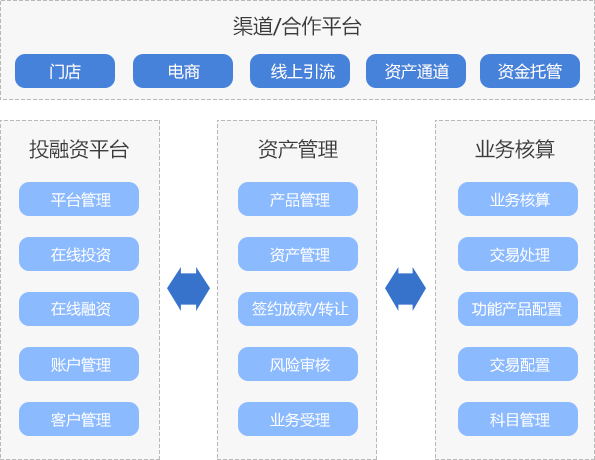 渠道/合作平台
门店
电商
线上引流
资产通道
资金托管
投融资平台
平台管理
在线投资
在线融资
账户管理
客户管理
资产管理
产品管理
资产管理
签约放款/转让
风险审核
业务受理
业务核算
业务核算
交易处理
功能产品配置
交易配置
科目管理